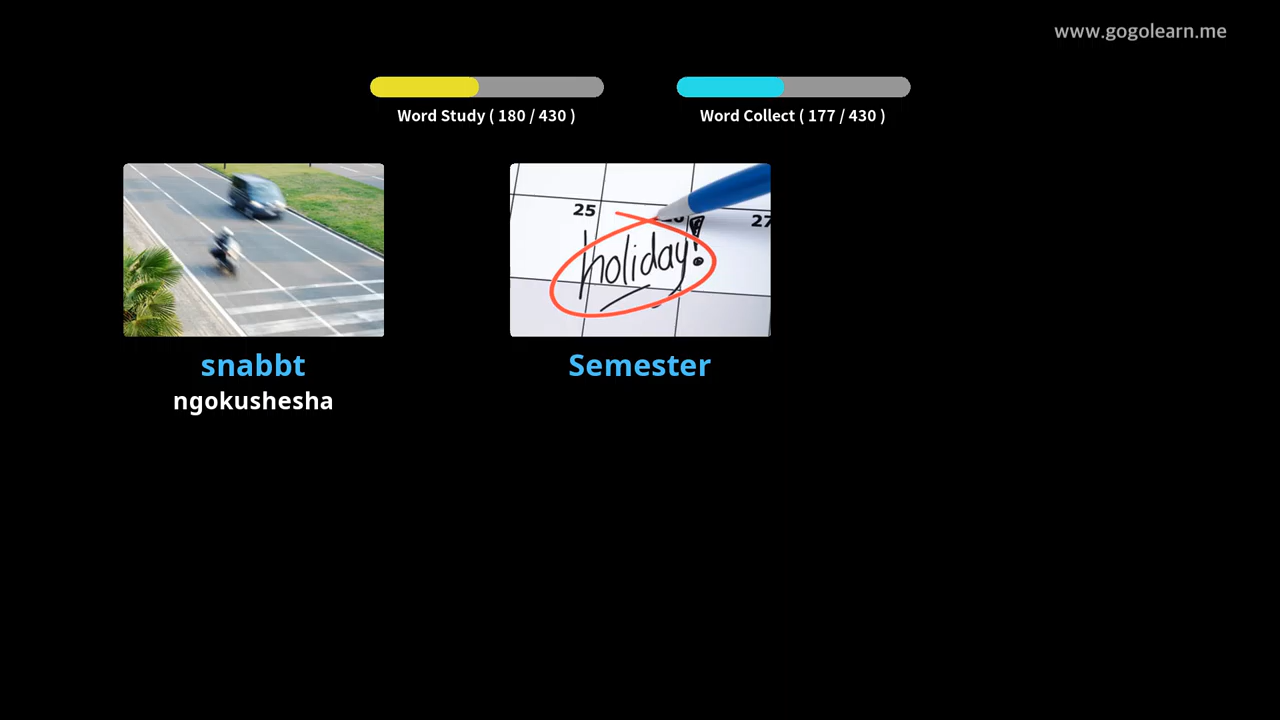 www.gogolearn.me
Word Study ( 180 / 430 )
Word Collect ( 177 / 430 )
25
27
holiday!
snabbt
Semester
ngokushesha